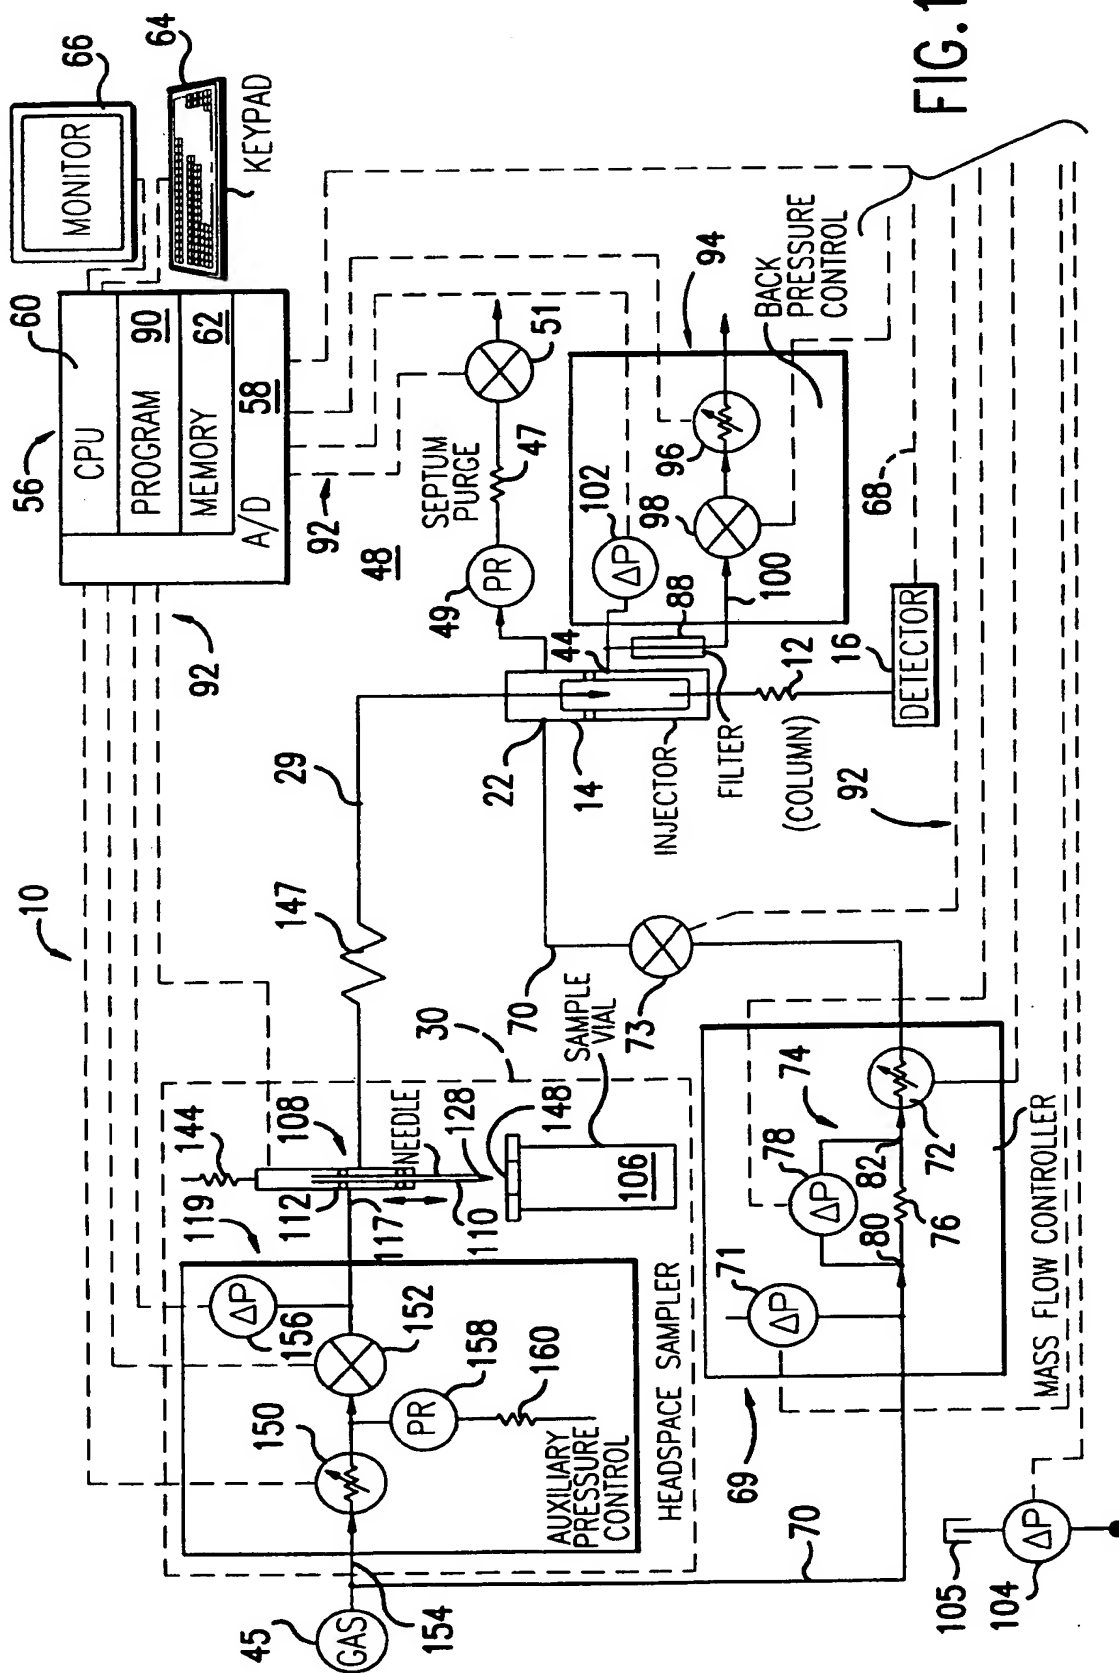 10
56
60
66
64
MONITOR
KEYPAD
CPU
PROGRAM
90
MEMORY
62
A/D
58
92
92
48
29
147
SEPTUM
PURGE
49
PR
47
51
94
22
14
44
INJECTOR
FILTER
88
102
ΔP
98
96
100
BACK
PRESSURE
CONTROL
12
(COLUMN)
16
DETECTOR
68
92
30
144
119
108
112
117
NEEDLE
110
128
148
SAMPLE
VIAL
106
ΔP
156
152
150
PR
158
160
AUXILIARY
PRESSURE
CONTROL
HEADSPACE SAMPLER
45
GAS
154
70
73
70
69
71
ΔP
78
ΔP
74
80
82
76
72
MASS FLOW CONTROLLER
105
104
ΔP
FIG.1